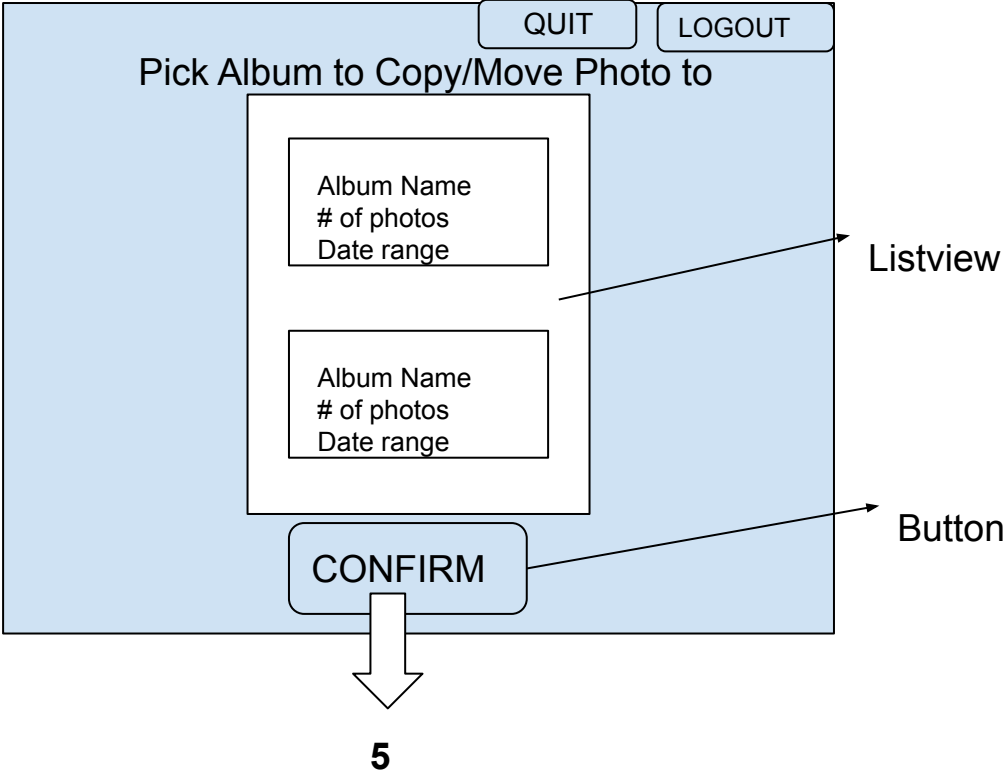 QUIT
LOGOUT
Pick Album to Copy/Move Photo to
Album Name
# of photos
Date range
Listview
Album Name
# of photos
Date range
Button
CONFIRM
5